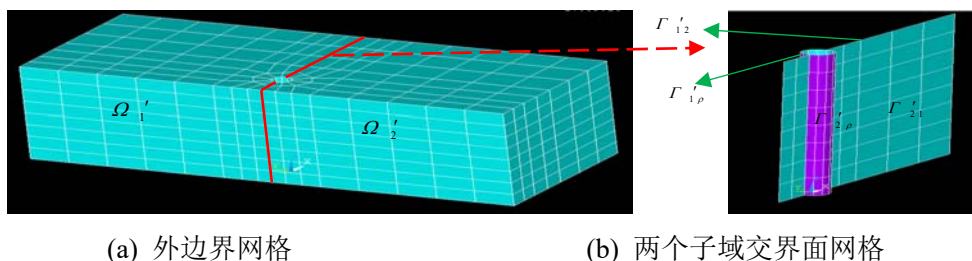 Γ′₁₂
Γ′₁ρ
Ω′₁
Ω′₂
Γ′₂ρ
Γ′₂₁
(a) 外边界网格
(b) 两个子域交界面网格